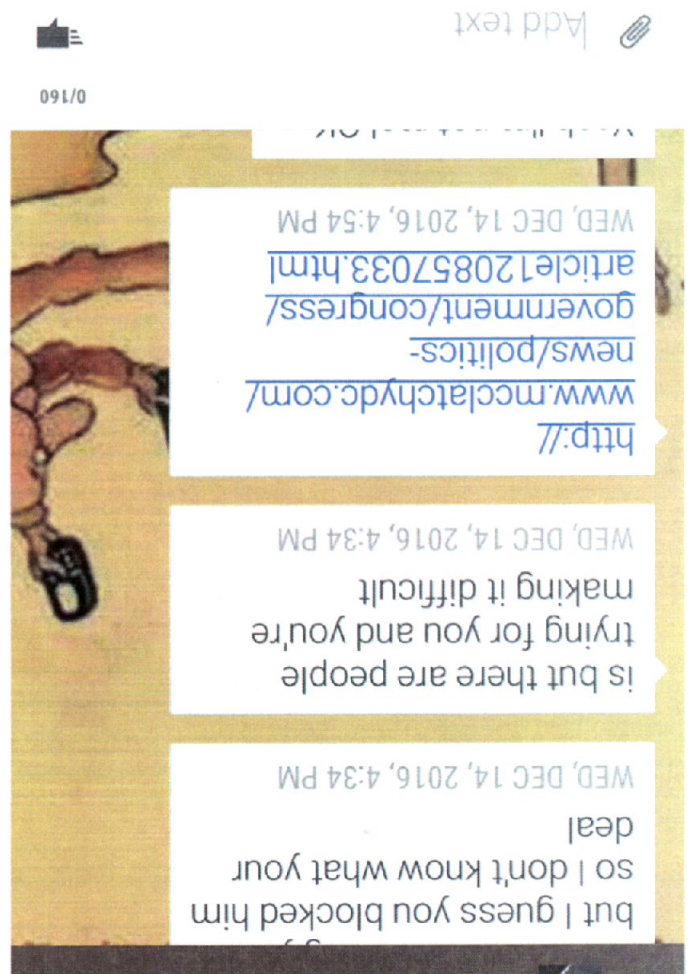 but I guess you blocked him
so I don't know what your
deal
WED, DEC 14, 2016, 4:34 PM
is but there are people
trying for you and you're
making it difficult
WED, DEC 14, 2016, 4:34 PM
http://
www.mcclatchydc.com/
news/politics-
government/congress/
article120857033.html
WED, DEC 14, 2016, 4:54 PM
0/160
Add text